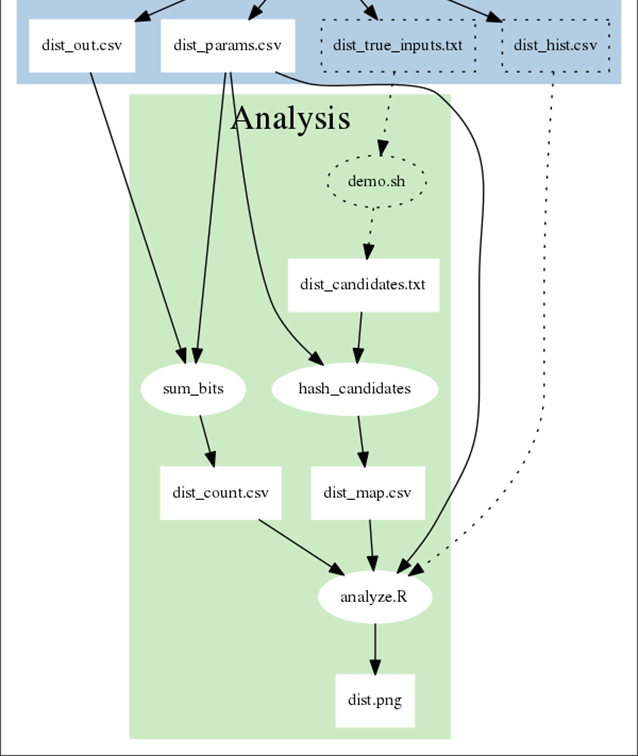 dist_out.csv
dist_params.csv
dist_true_inputs.txt
dist_hist.csv
Analysis
demo.sh
dist_candidates.txt
sum_bits
hash_candidates
dist_count.csv
dist_map.csv
analyze.R
dist.png